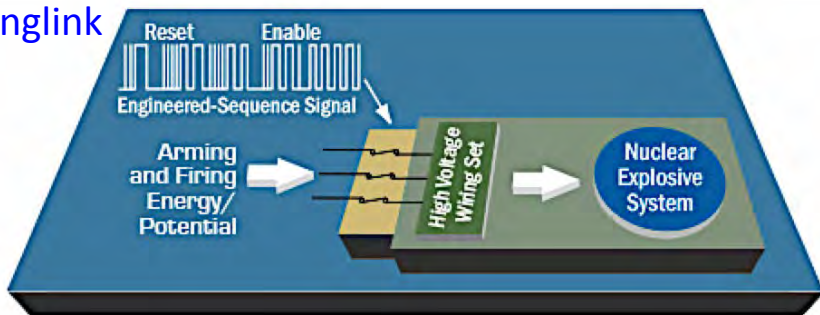 nglink
Reset Enable
Engineered-Sequence Signal
Arming
and Firing
Energy/
Potential
High Voltage
Wiring Set
Nuclear
Explosive
System